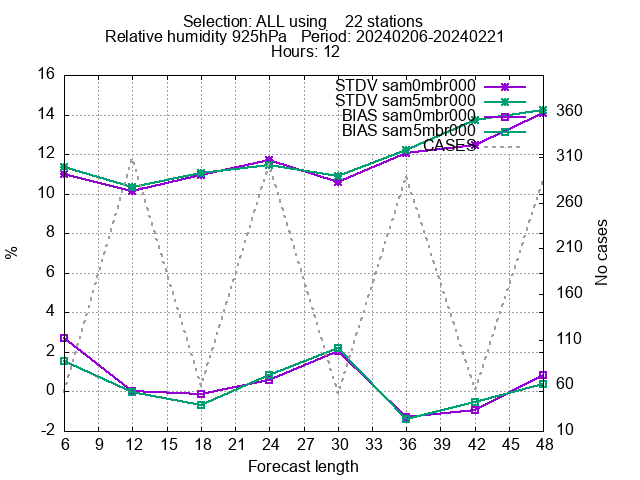 Selection: ALL using    22 stations
Relative humidity 925hPa   Period: 20240206-20240221
Hours: 12
STDV sam0mbr000
STDV sam5mbr000
BIAS sam0mbr000
BIAS sam5mbr000
CASES
%
16
14
12
10
8
6
4
2
0
-2
360
310
260
210
160
110
60
10
No cases
6 9 12 15 18 21 24 27 30 33 36 39 42 45 48
Forecast length